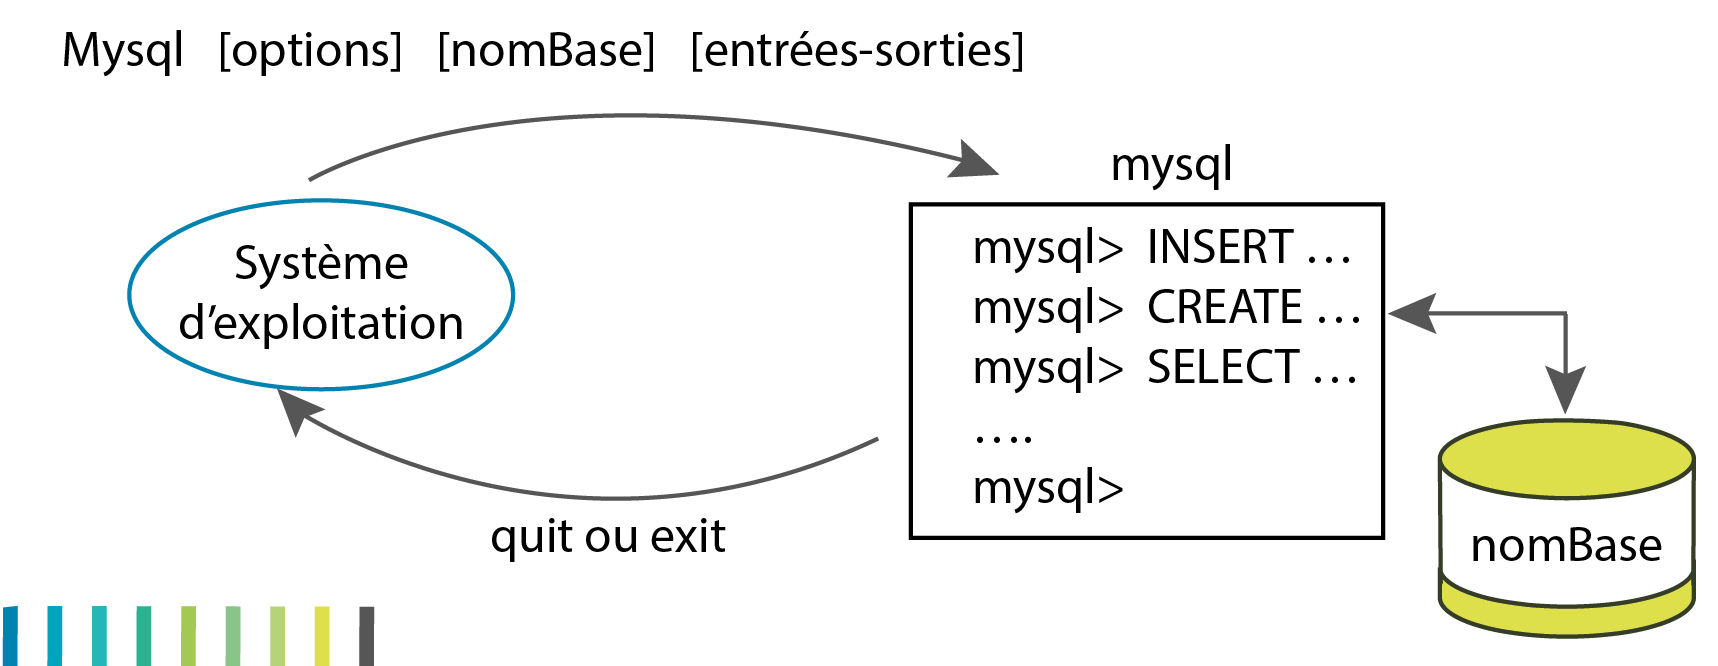 Mysql [options] [nomBase] [entrées-sorties]
mysql
Système
d’exploitation
mysql> INSERT …
mysql> CREATE …
mysql> SELECT …
….
mysql>
quit ou exit
nomBase